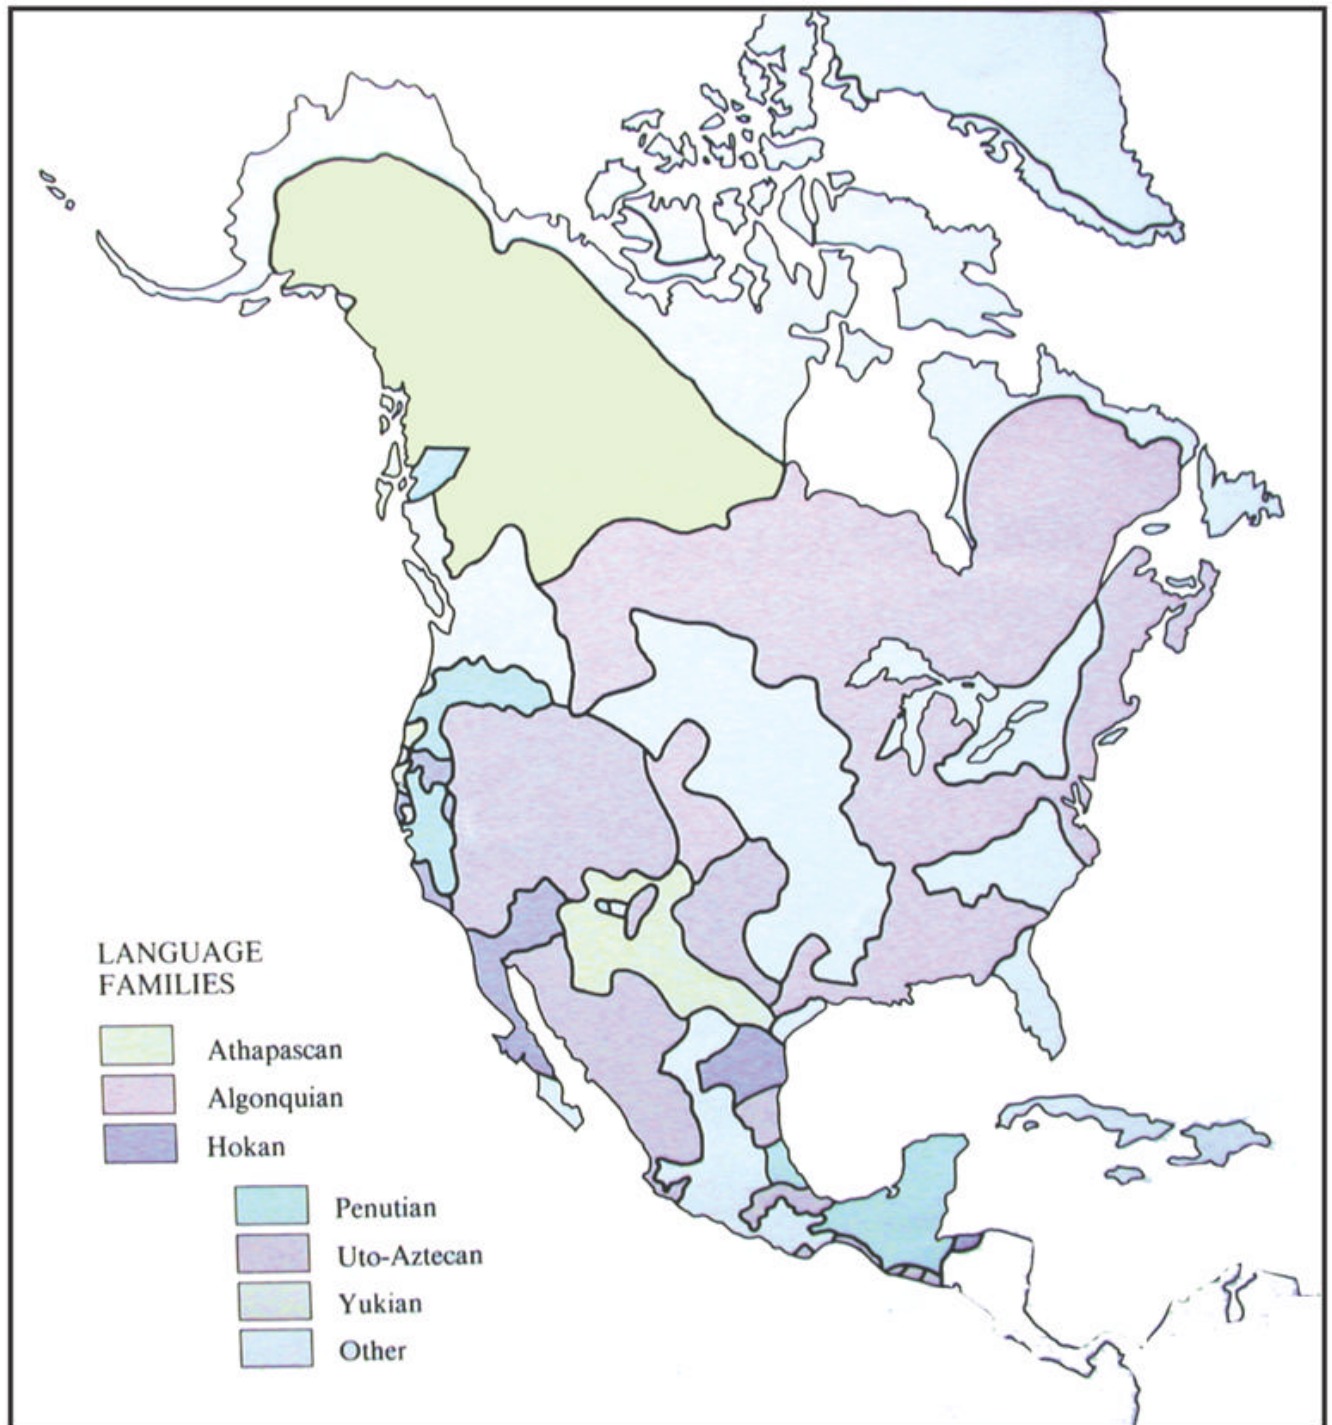 LANGUAGE
FAMILIES
Athapascan
Algonquian
Hokan
Penutian
Uto-Aztecan
Yukian
Other